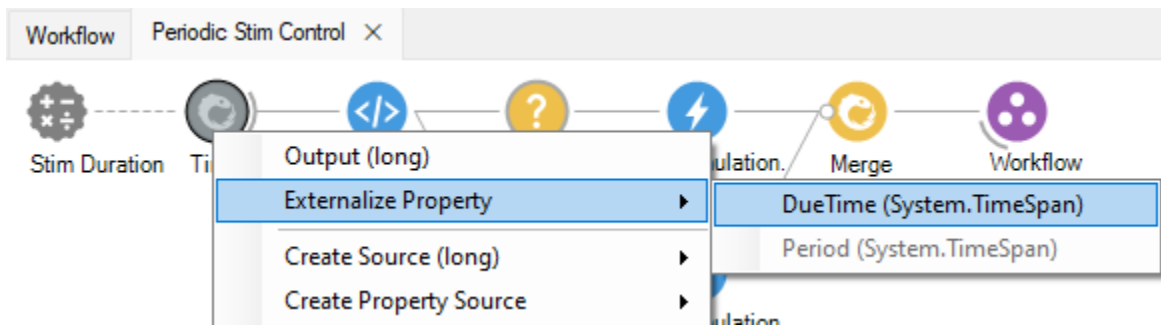 Workflow
Periodic Stim Control
Stim Duration
Output (long)
ulation.
Merge
Workflow
Externalize Property
DueTime (System.TimeSpan)
Period (System.TimeSpan)
Create Source (long)
Create Property Source